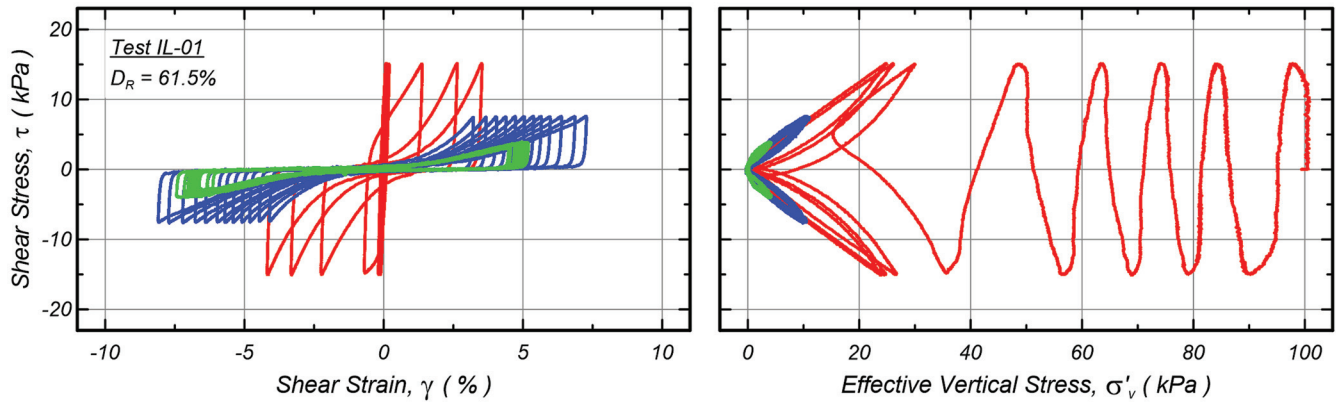 Test IL-01
D_R = 61.5%
Shear Stress, τ ( kPa )
20
10
0
-10
-20
-10 -5 0 5 10
Shear Strain, γ ( % )
0 20 40 60 80 100
Effective Vertical Stress, σ'_v ( kPa )